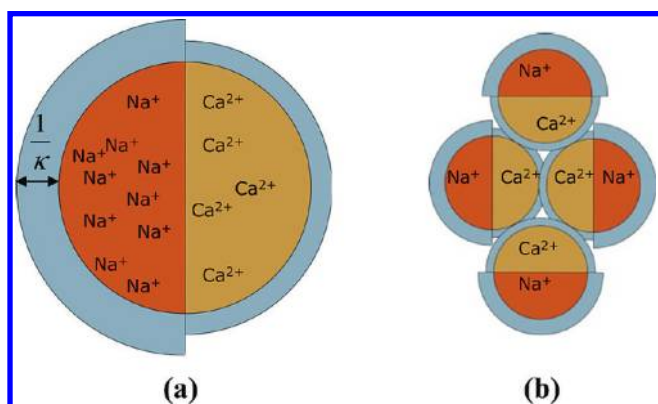 Na⁺ Ca²⁺
Na⁺ Na⁺ Ca²⁺
1/κ Na⁺ Na⁺ Ca²⁺
Na⁺ Ca²⁺
Na⁺ Na⁺
Na⁺ Ca²⁺
Na⁺
(a)
Na⁺
Ca²⁺
Na⁺ Ca²⁺ Ca²⁺ Na⁺
Ca²⁺
Na⁺
(b)